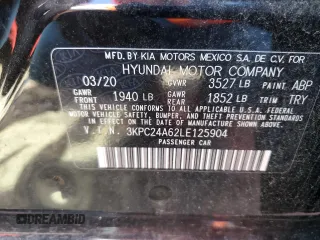 MFD. BY KIA MOTORS MEXICO S.A. DE C.V. FOR
HYUNDAI MOTOR COMPANY
03/20 GVWR 3527 LB PAINT ABP
GAWR FRONT 1940 LB GAWR REAR 1852 LB TRIM TRY
THIS VEHICLE CONFORMS TO ALL APPLICABLE U.S. FEDERAL
MOTOR VEHICLE SAFETY, BUMPER, AND THEFT PREVENTION
STANDARDS IN EFFECT ON THE DATE OF MANUFACTURE
SHOWN ABOVE.
V.I.N. 3KPC24A62LE125904
PASSENGER CAR
DREAMBID